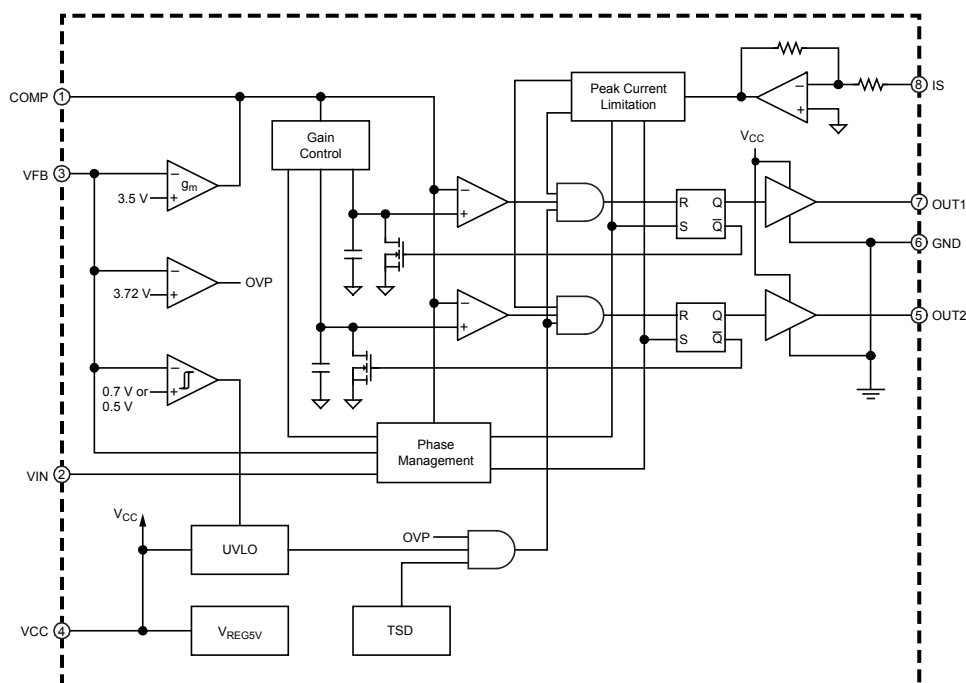 COMP 1
Peak Current
Limitation
8 IS
−
+
Gain
Control
VCC
VFB 3
−
gm
3.5 V
+
−
+
R Q
S Q̅
7 OUT1
6 GND
−
3.72 V
+
OVP
−
+
R Q
S Q̅
5 OUT2
−
0.7 V or
0.5 V
+
Phase
Management
VIN 2
VCC
UVLO
OVP
VCC 4
VREG5V
TSD